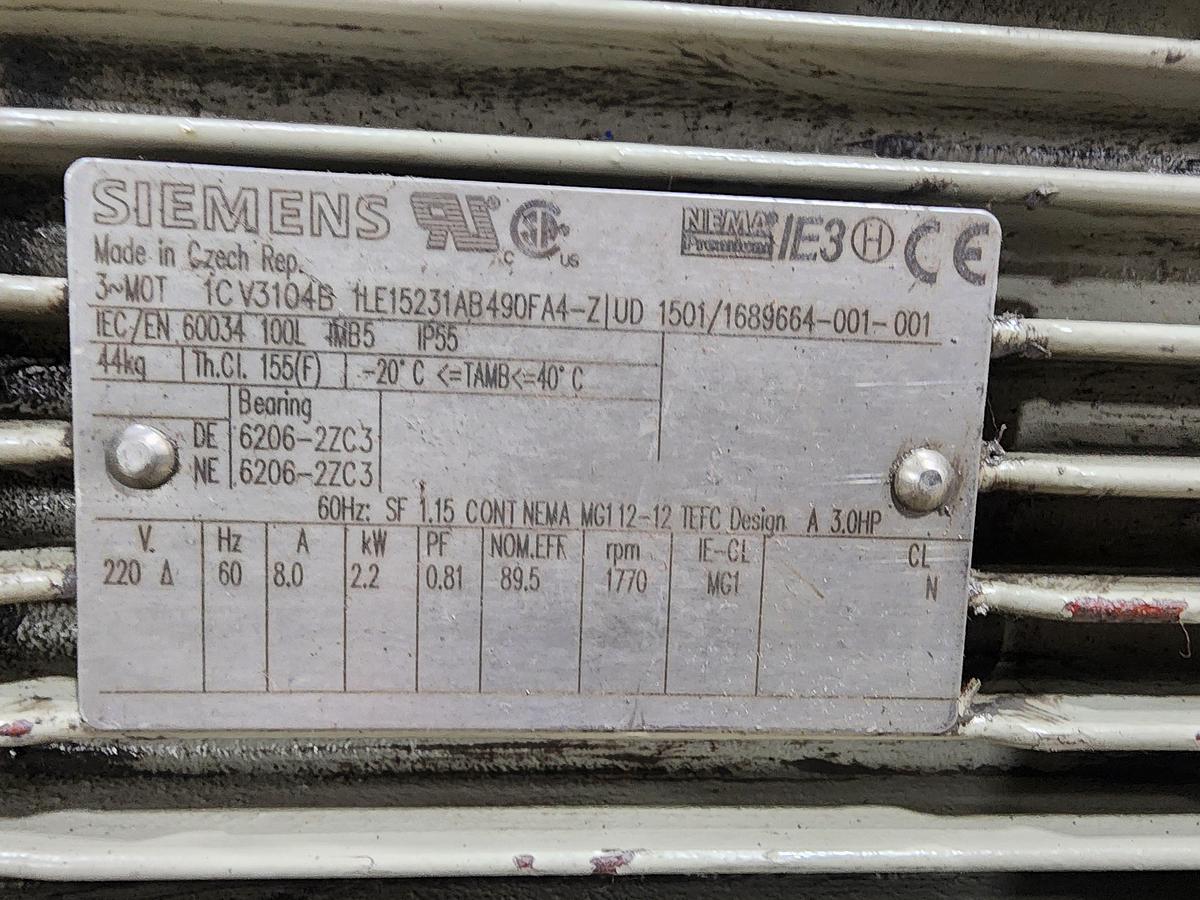 SIEMENS UR C SA US NEMA Premium IE3 H CE
Made in Czech Rep.
3~MOT 1CV3104B 1LE15231AB490FA4-Z UD 1501/1689664-001-001
IEC/EN 60034 100L IMB5 IP55
44kg Th.Cl. 155(F) -20°C <=TAMB<=40°C
Bearing
DE 6206-2ZC3
NE 6206-2ZC3
60Hz: SF 1.15 CONT NEMA MG1 12-12 TEFC Design A 3.0HP
V. Hz A kW PF NOM.EFF rpm IE-CL CL
220 Δ 60 8.0 2.2 0.81 89.5 1770 MG1 N